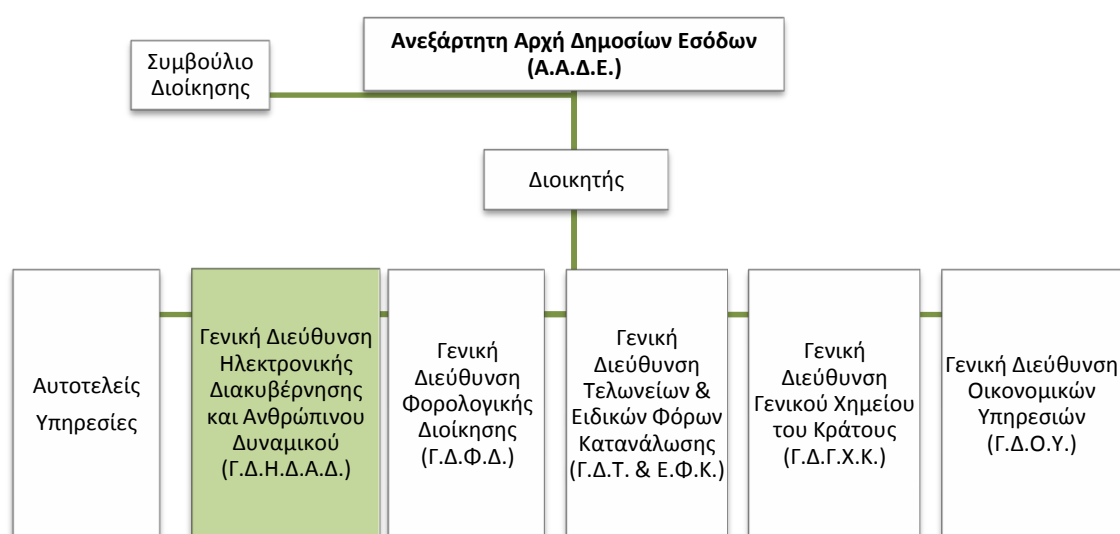 Ανεξάρτητη Αρχή Δημοσίων Εσόδων
(Α.Α.Δ.Ε.)
Συμβούλιο
Διοίκησης
Διοικητής
Αυτοτελείς
Υπηρεσίες
Γενική Διεύθυνση
Ηλεκτρονικής
Διακυβέρνησης
και Ανθρώπινου
Δυναμικού
(Γ.Δ.Η.Δ.Α.Δ.)
Γενική
Διεύθυνση
Φορολογικής
Διοίκησης
(Γ.Δ.Φ.Δ.)
Γενική
Διεύθυνση
Τελωνείων &
Ειδικών Φόρων
Κατανάλωσης
(Γ.Δ.Τ. & Ε.Φ.Κ.)
Γενική
Διεύθυνση
Γενικού Χημείου
του Κράτους
(Γ.Δ.Γ.Χ.Κ.)
Γενική Διεύθυνση
Οικονομικών
Υπηρεσιών
(Γ.Δ.Ο.Υ.)